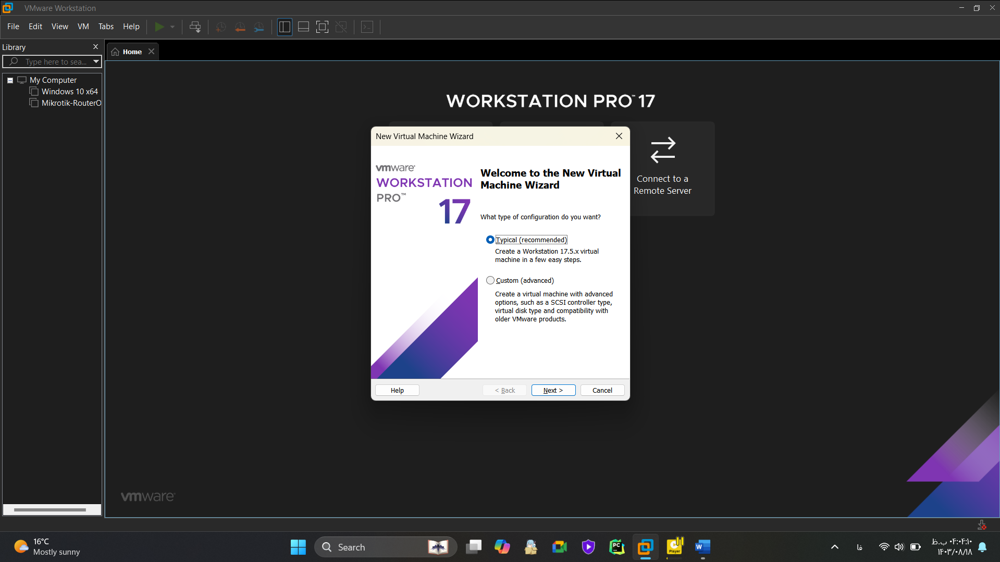 VMware Workstation
File Edit View VM Tabs Help
Library
Type here to sea...
My Computer
Windows 10 x64
Mikrotik-RouterO
Home
WORKSTATION PRO™ 17
Connect to a
Remote Server
New Virtual Machine Wizard
vmware®
WORKSTATION
PRO™
17
Welcome to the New Virtual
Machine Wizard
What type of configuration do you want?
Typical (recommended)
Create a Workstation 17.5.x virtual
machine in a few easy steps.
Custom (advanced)
Create a virtual machine with advanced
options, such as a SCSI controller type,
virtual disk type and compatibility with
older VMware products.
Help
< Back
Next >
Cancel
vmware®
16°C
Mostly sunny
Search
PC
Player
W
فا
۰۴:۰۴:۱۰ ب.ظ
۱۴۰۳/۰۸/۱۸